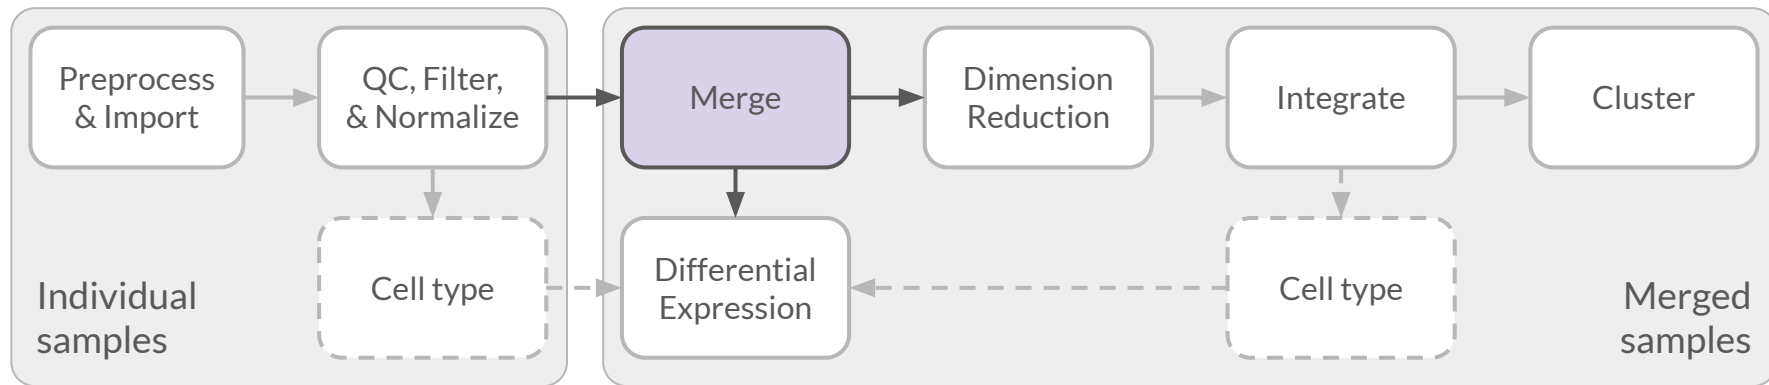 Preprocess
& Import
QC, Filter,
& Normalize
Merge
Dimension
Reduction
Integrate
Cluster
Individual
samples
Cell type
Differential
Expression
Cell type
Merged
samples